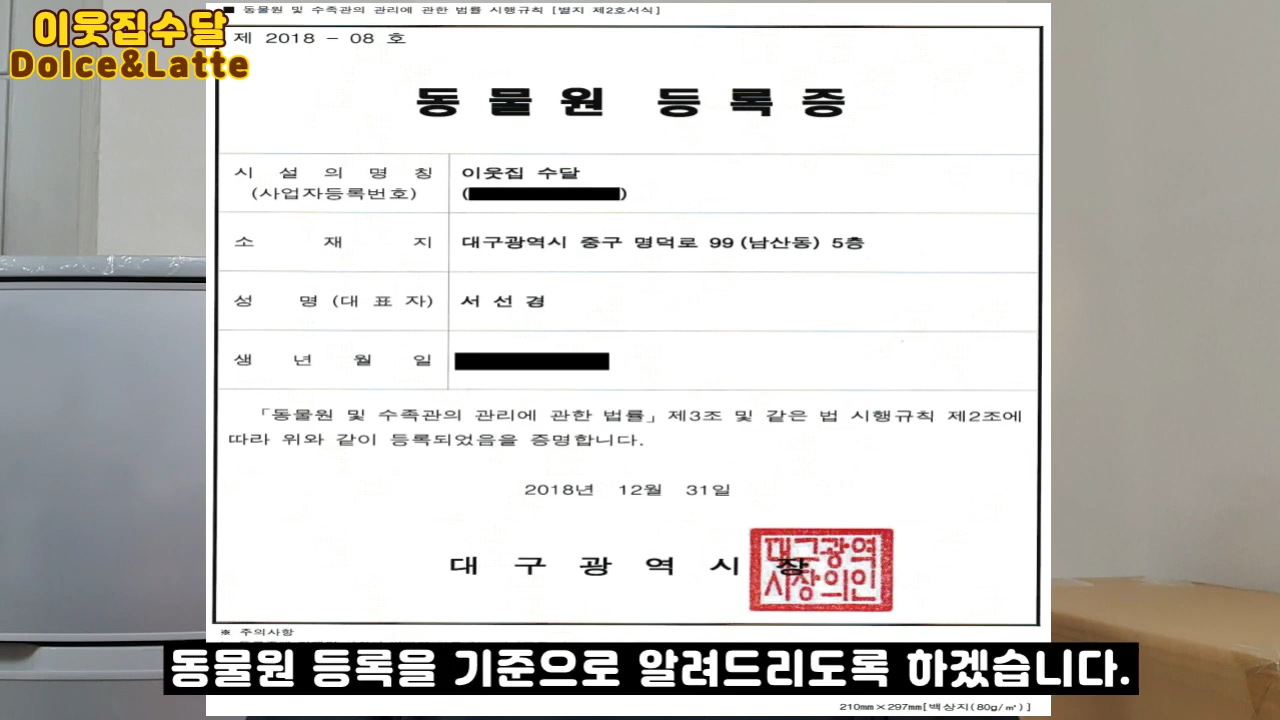 ■ 동물원 및 수족관의 관리에 관한 법률 시행규칙 [별지 제2호서식]
이웃집수달
Dolce&Latte
제 2018 - 08 호
동물원 등록증
시설의 명칭
(사업자등록번호)
이웃집 수달
( )
소재지
대구광역시 중구 명덕로 99 (남산동) 5층
성 명 (대표자)
서선경
생년월일
「동물원 및 수족관의 관리에 관한 법률」 제3조 및 같은 법 시행규칙 제2조에
따라 위와 같이 등록되었음을 증명합니다.
2018년 12월 31일
대구광역시장
대구광역
시장의인
※ 주의사항
동물원 등록을 기준으로 알려드리도록 하겠습니다.
210mm×297mm[백상지(80g/㎡)]